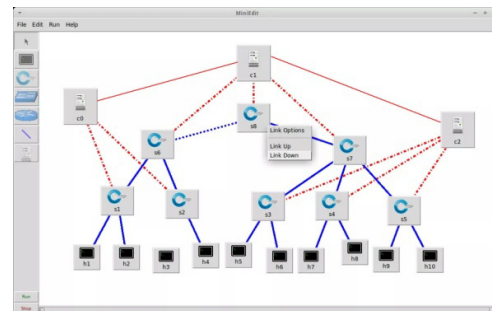 MiniEdit
File Edit Run Help
c1
c0
s8
c2
Link Options
s6
s7
Link Up
Link Down
s1
s2
s3
s4
s5
h1
h2
h3
h4
h5
h6
h7
h8
h9
h10
Run
Stop